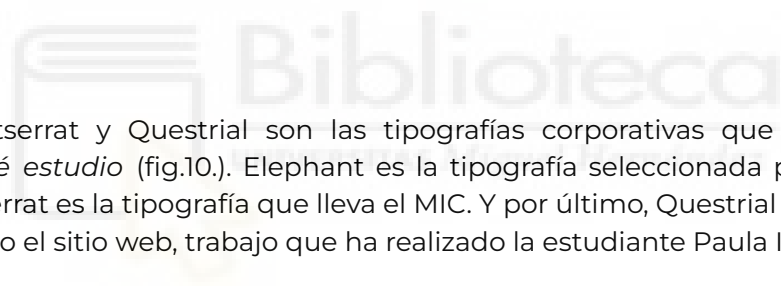 Biblioteca
tserrat y Questrial son las tipografías corporativas que
é estudio (fig.10.). Elephant es la tipografía seleccionada p
errat es la tipografía que lleva el MIC. Y por último, Questrial
o el sitio web, trabajo que ha realizado la estudiante Paula I